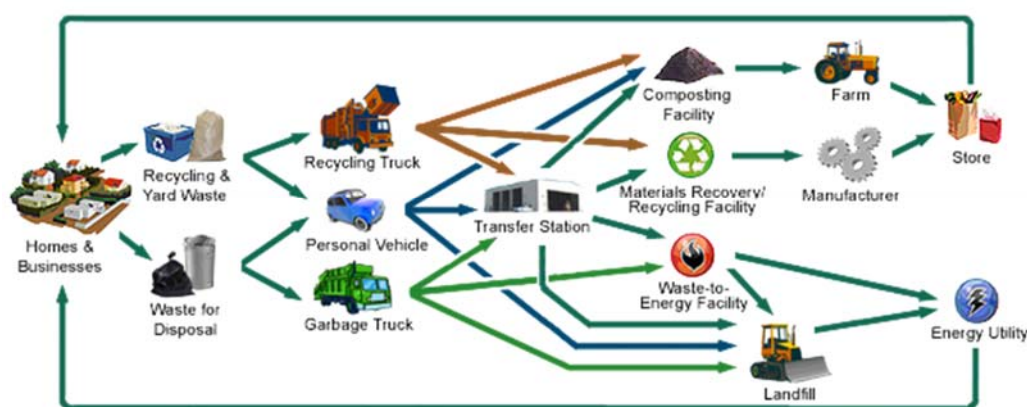 Homes &
Businesses
Recycling &
Yard Waste
Waste for
Disposal
Recycling Truck
Personal Vehicle
Garbage Truck
Transfer Station
Composting
Facility
Materials Recovery/
Recycling Facility
Waste-to-
Energy Facility
Landfill
Farm
Manufacturer
Store
Energy Utility